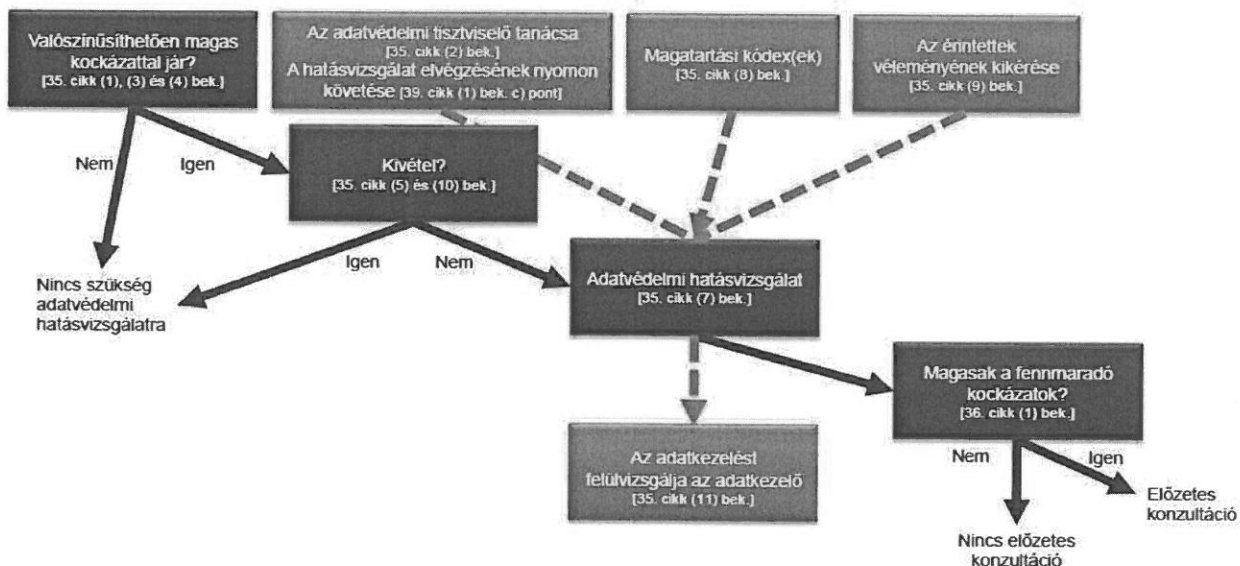 Valószínűsíthetően magas
kockázattal jár?
[35. cikk (1), (3) és (4) bek.]
Az adatvédelmi tisztviselő tanácsa
[35. cikk (2) bek.]
A hatásvizsgálat elvégzésének nyomon
követése [39. cikk (1) bek. c) pont]
Magatartási kódex(ek)
[35. cikk (8) bek.]
Az érintettek
véleményének kikérése
[35. cikk (9) bek.]
Nem
Igen
Kivétel?
[35. cikk (5) és (10) bek.]
Igen
Nem
Nincs szükség
adatvédelmi
hatásvizsgálatra
Adatvédelmi hatásvizsgálat
[35. cikk (7) bek.]
Magasak a fennmaradó
kockázatok?
[36. cikk (1) bek.]
Az adatkezelést
felülvizsgálja az adatkezelő
[35. cikk (11) bek.]
Nem
Igen
Előzetes
konzultáció
Nincs előzetes
konzultáció